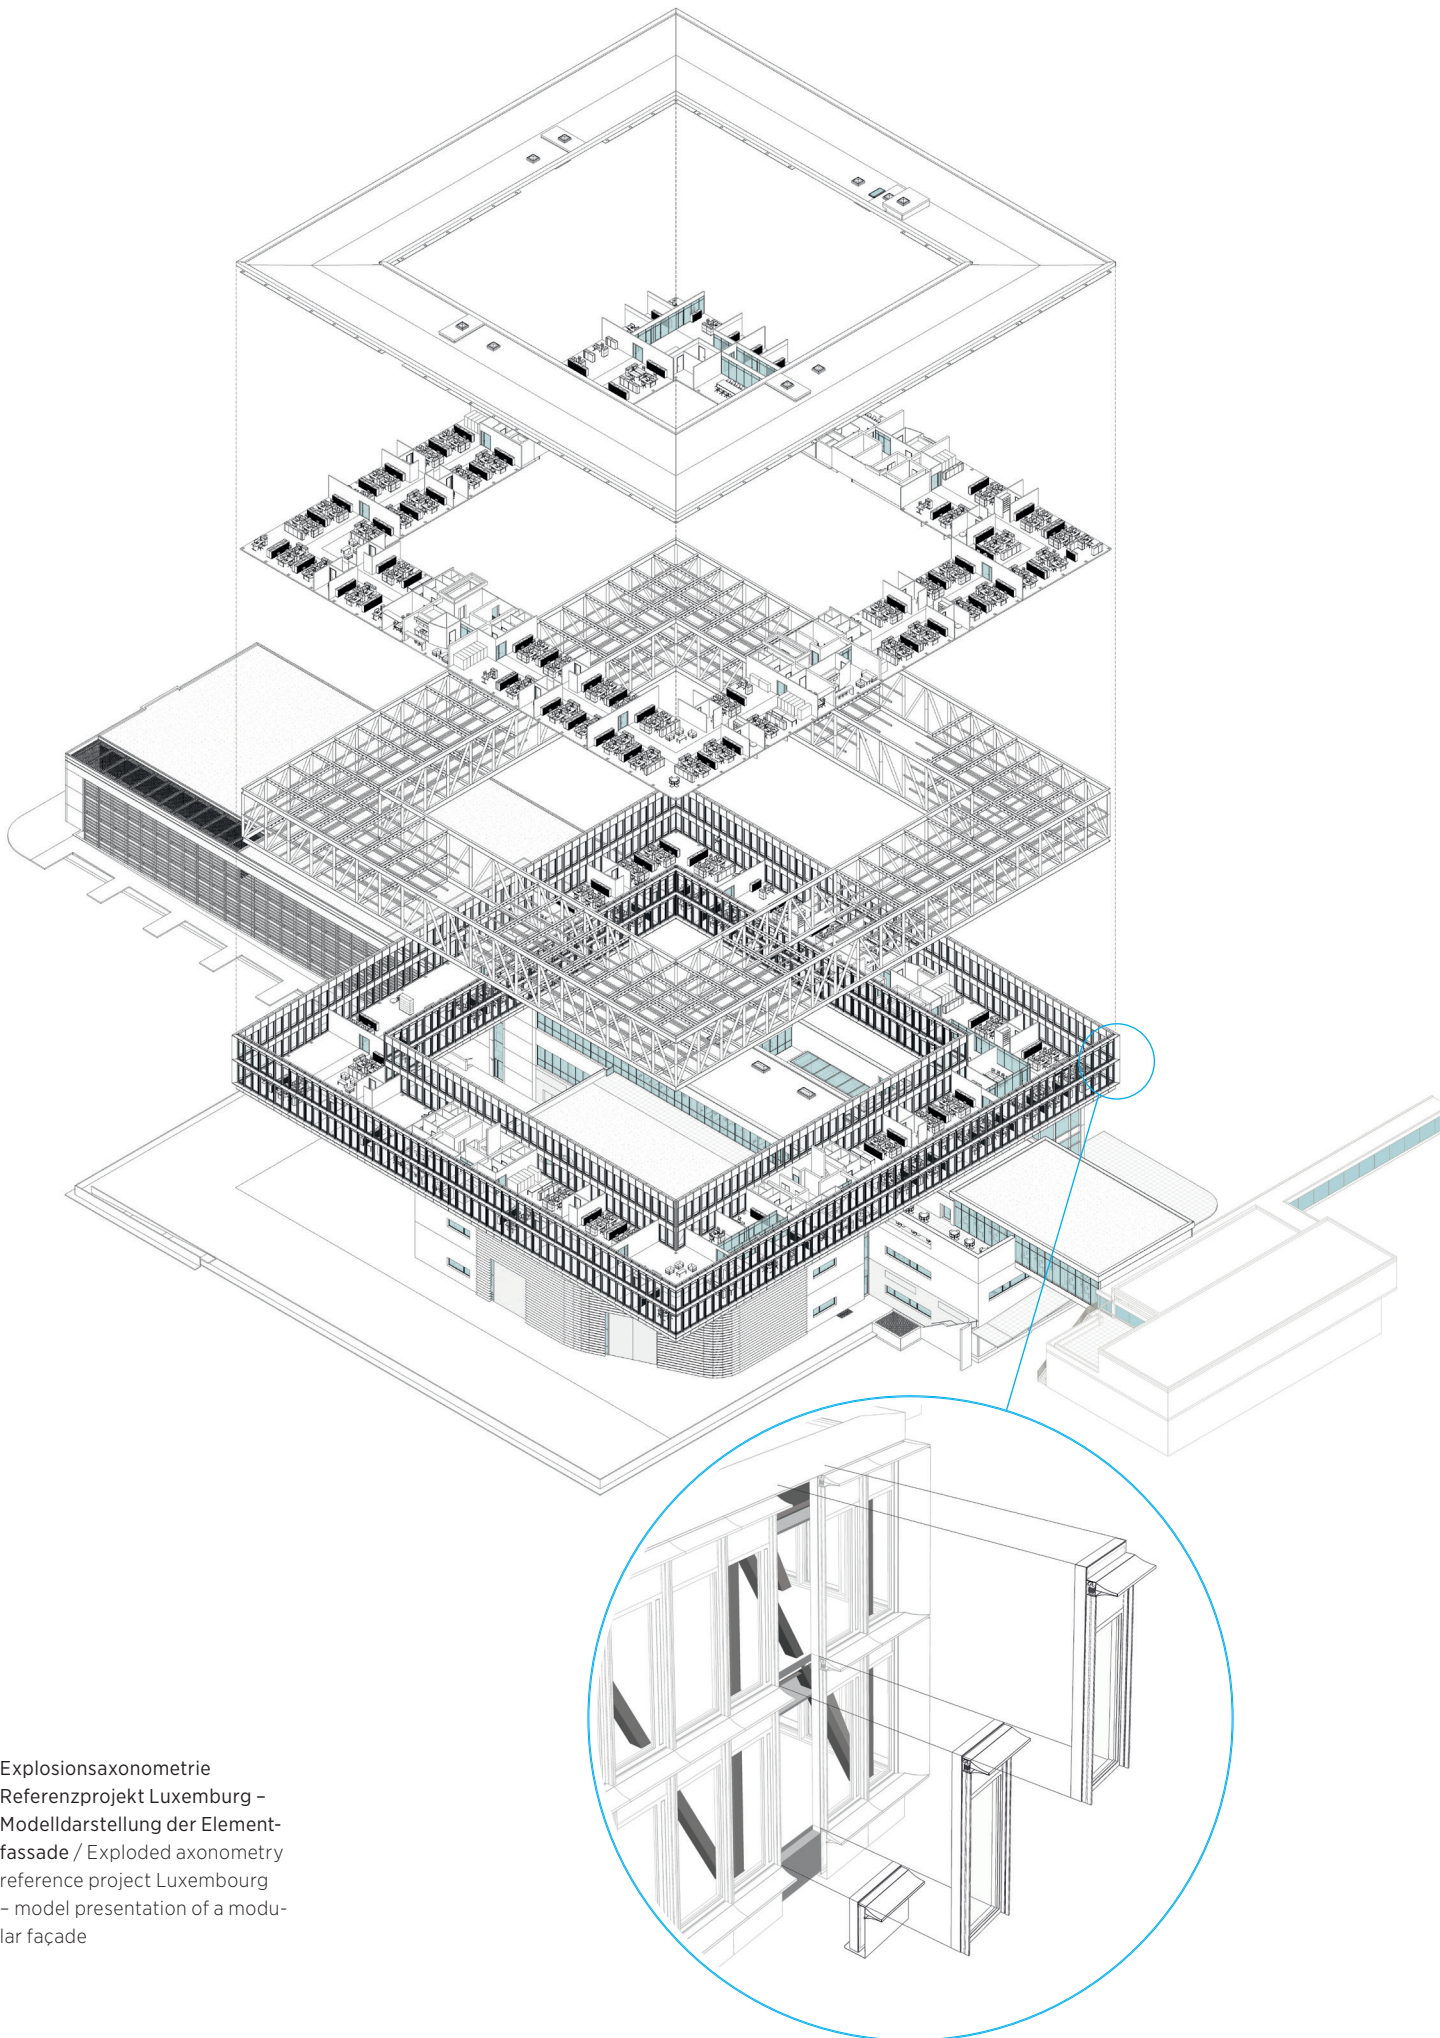 Explosionsaxonometrie
Referenzprojekt Luxemburg –
Modelldarstellung der Element-
fassade / Exploded axonometry
reference project Luxembourg
– model presentation of a modu-
lar façade